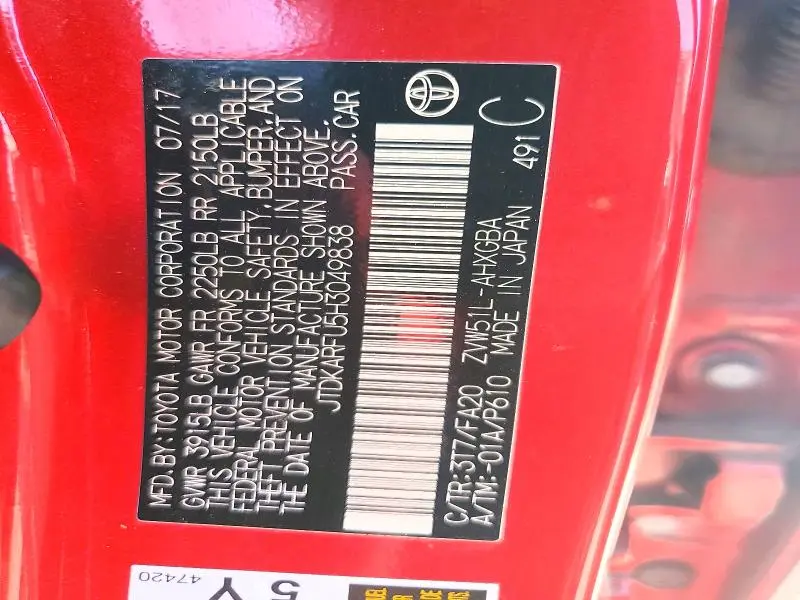 MFD.BY:TOYOTA MOTOR CORPORATION 07/17
GVWR 3915LB GAWR FR 2250LB RR 2150LB
THIS VEHICLE CONFORMS TO ALL APPLICABLE
FEDERAL MOTOR VEHICLE SAFETY,BUMPER,AND
THEFT PREVENTION STANDARDS IN EFFECT ON
THE DATE OF MANUFACTURE SHOWN ABOVE.
JTDKARFU5H3049838 PASS.CAR
C/TR:3T7/FA20 ZVW51L-AHXGBA
A/TM:-01A/P610 MADE IN JAPAN 491 C
47420
5Y